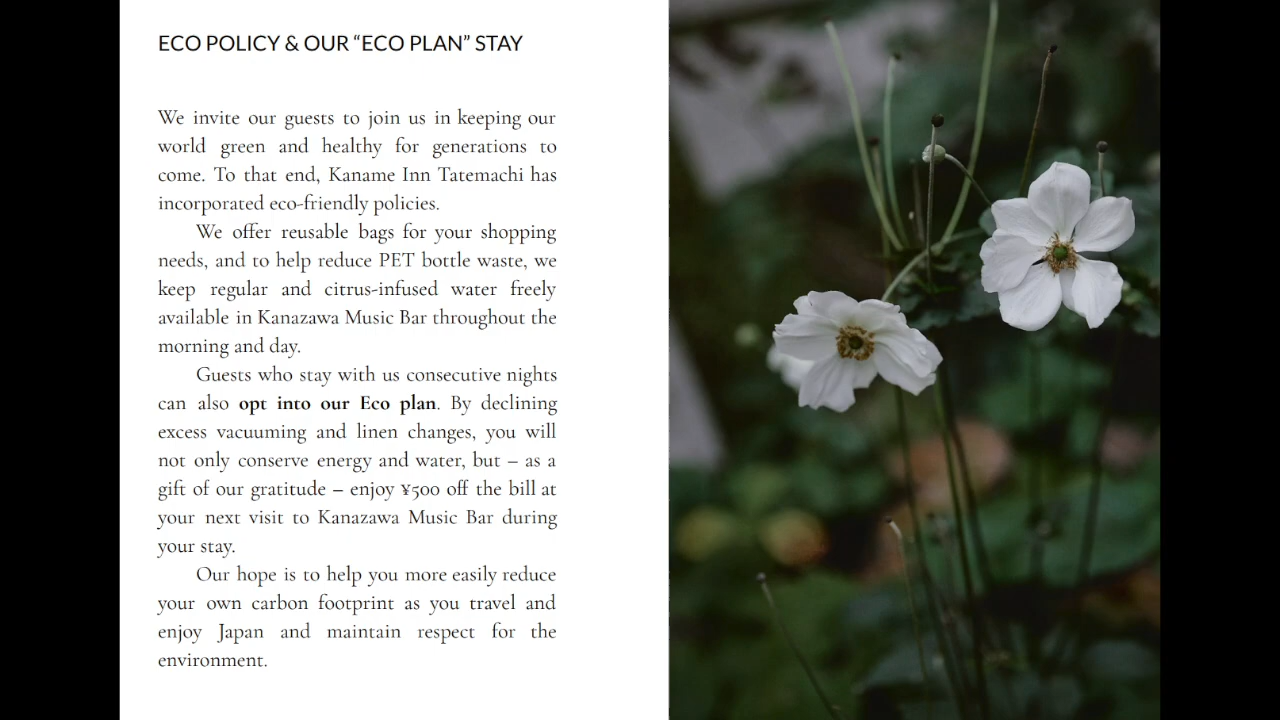 ECO POLICY & OUR “ECO PLAN” STAY
We invite our guests to join us in keeping our
world green and healthy for generations to
come. To that end, Kaname Inn Tatemachi has
incorporated eco-friendly policies.
We offer reusable bags for your shopping
needs, and to help reduce PET bottle waste, we
keep regular and citrus-infused water freely
available in Kanazawa Music Bar throughout the
morning and day.
Guests who stay with us consecutive nights
can also opt into our Eco plan. By declining
excess vacuuming and linen changes, you will
not only conserve energy and water, but – as a
gift of our gratitude – enjoy ¥500 off the bill at
your next visit to Kanazawa Music Bar during
your stay.
Our hope is to help you more easily reduce
your own carbon footprint as you travel and
enjoy Japan and maintain respect for the
environment.